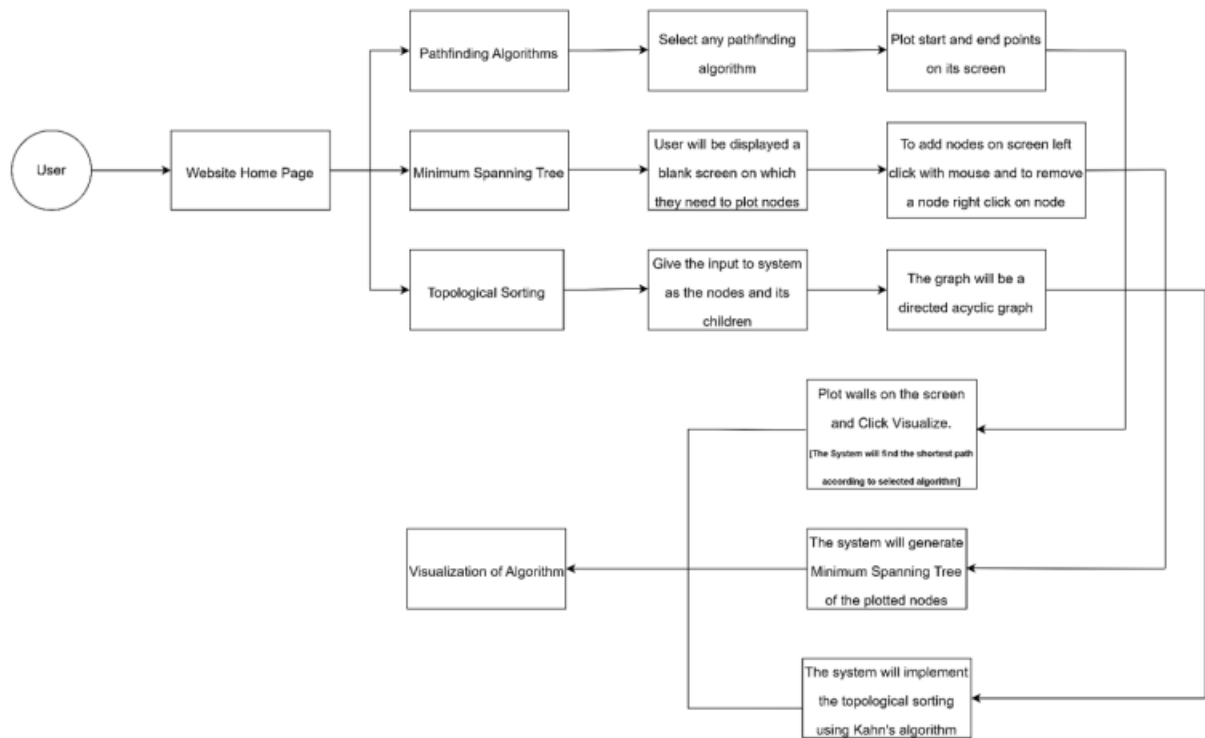 User
Website Home Page
Pathfinding Algorithms
Select any pathfinding
algorithm
Plot start and end points
on its screen
Minimum Spanning Tree
User will be displayed a
blank screen on which
they need to plot nodes
To add nodes on screen left
click with mouse and to remove
a node right click on node
Topological Sorting
Give the input to system
as the nodes and its
children
The graph will be a
directed acyclic graph
Plot walls on the screen
and Click Visualize.
[The System will find the shortest path
according to selected algorithm]
Visualization of Algorithm
The system will generate
Minimum Spanning Tree
of the plotted nodes
The system will implement
the topological sorting
using Kahn's algorithm